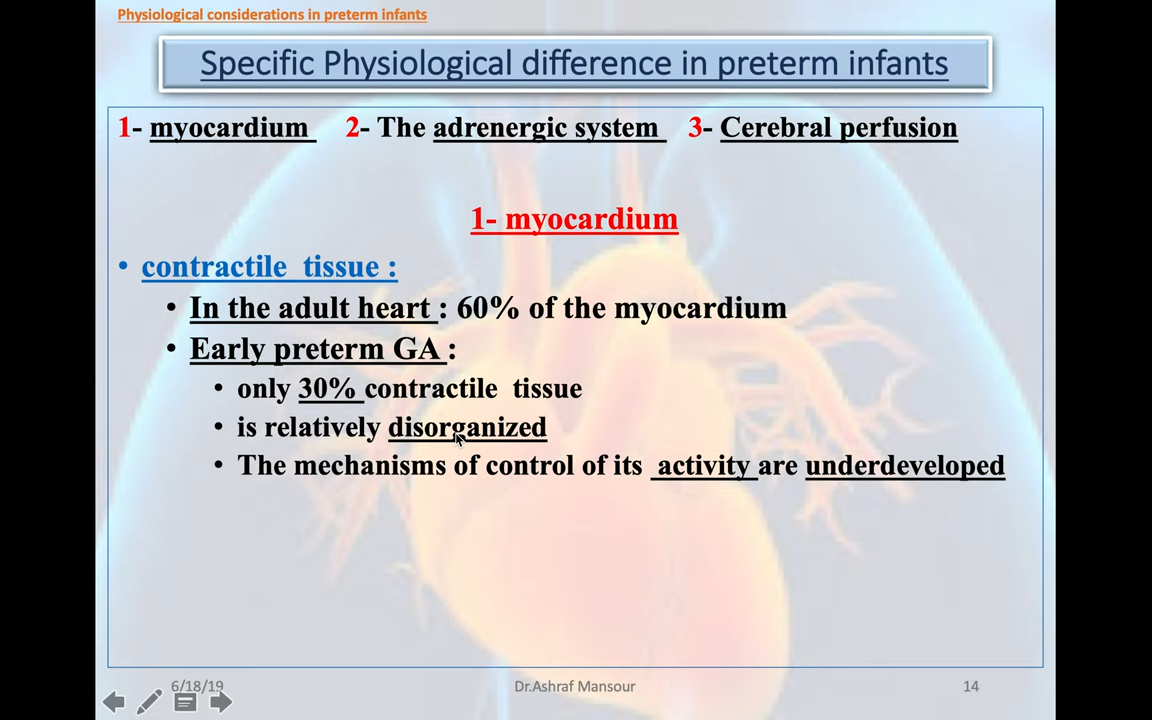 Physiological considerations in preterm infants
Specific Physiological difference in preterm infants
1- myocardium 2- The adrenergic system 3- Cerebral perfusion
1- myocardium
• contractile tissue :
• In the adult heart : 60% of the myocardium
• Early preterm GA :
• only 30% contractile tissue
• is relatively disorganized
• The mechanisms of control of its activity are underdeveloped
6/18/19 Dr.Ashraf Mansour 14